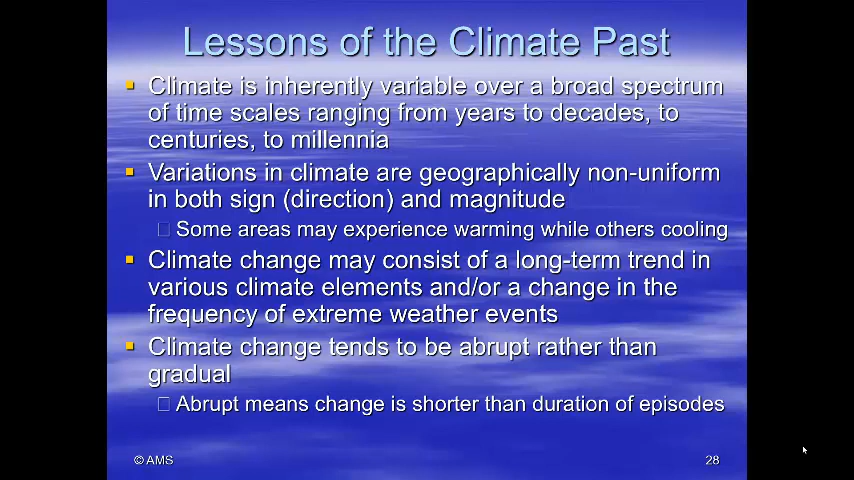 Lessons of the Climate Past
Climate is inherently variable over a broad spectrum
of time scales ranging from years to decades, to
centuries, to millennia
Variations in climate are geographically non-uniform
in both sign (direction) and magnitude
Some areas may experience warming while others cooling
Climate change may consist of a long-term trend in
various climate elements and/or a change in the
frequency of extreme weather events
Climate change tends to be abrupt rather than
gradual
Abrupt means change is shorter than duration of episodes
© AMS
28